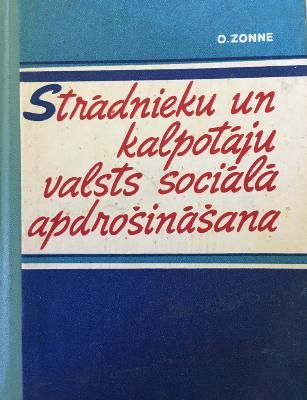 O. ZONNE
Strādnieku un
kalpotāju
valsts sociālā
apdrošināšana